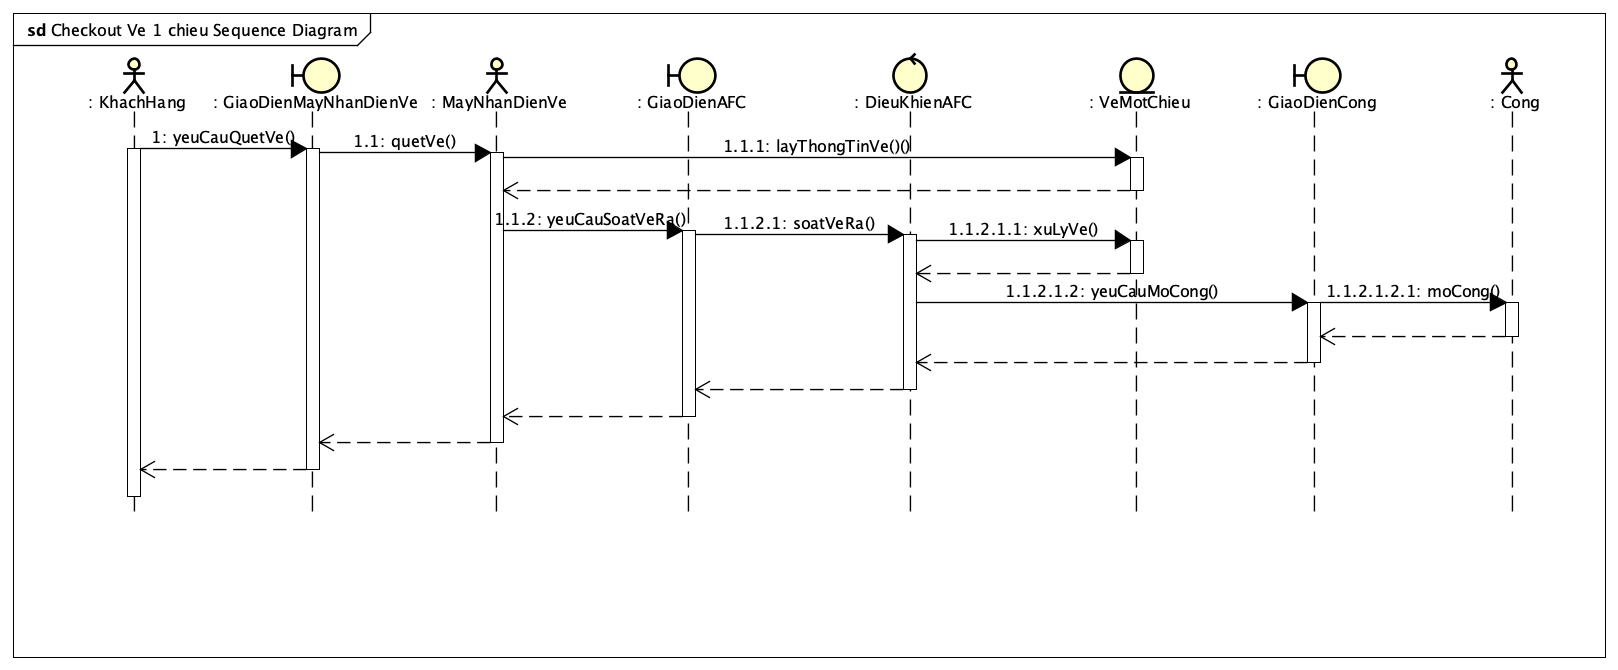 sd Checkout Ve 1 chieu Sequence Diagram
: KhachHang
: GiaoDienMayNhanDienVe
: MayNhanDienVe
: GiaoDienAFC
: DieuKhienAFC
: VeMotChieu
: GiaoDienCong
: Cong
1: yeuCauQuetVe()
1.1: quetVe()
1.1.1: layThongTinVe()()
1.1.2: yeuCauSoatVeRa()
1.1.2.1: soatVeRa()
1.1.2.1.1: xuLyVe()
1.1.2.1.2: yeuCauMoCong()
1.1.2.1.2.1: moCong()